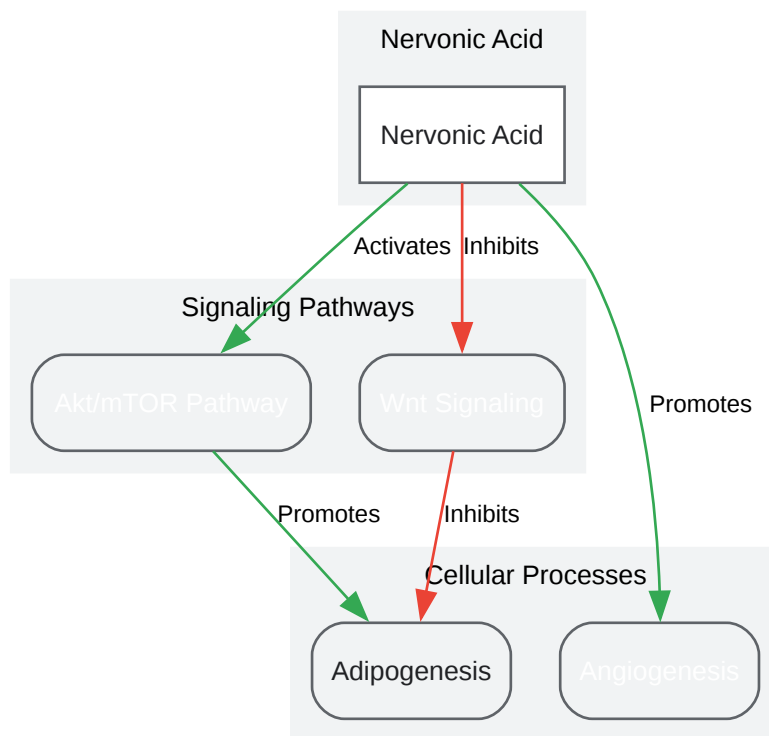 Nervonic Acid
Nervonic Acid
Activates
Inhibits
Signaling Pathways
Akt/mTOR Pathway
Wnt Signaling
Promotes
Promotes
Inhibits
Cellular Processes
Adipogenesis
Angiogenesis